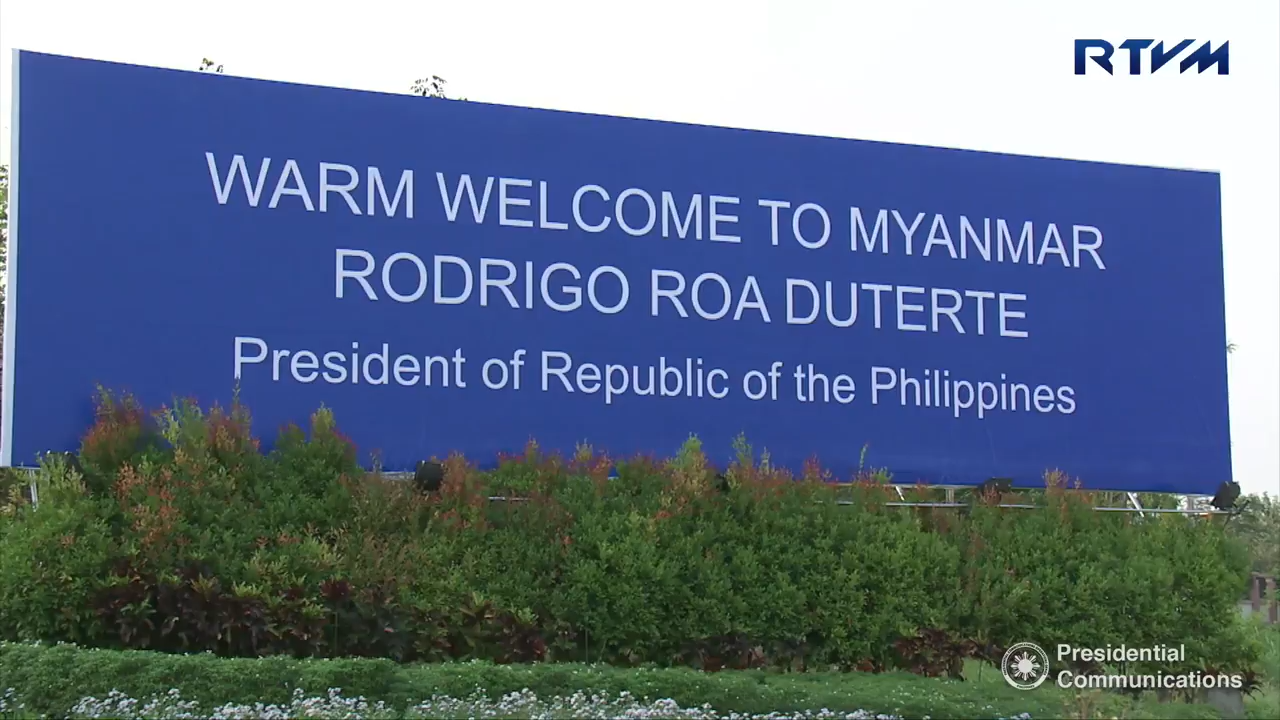 RTVM
WARM WELCOME TO MYANMAR
RODRIGO ROA DUTERTE
President of Republic of the Philippines
Presidential
Communications